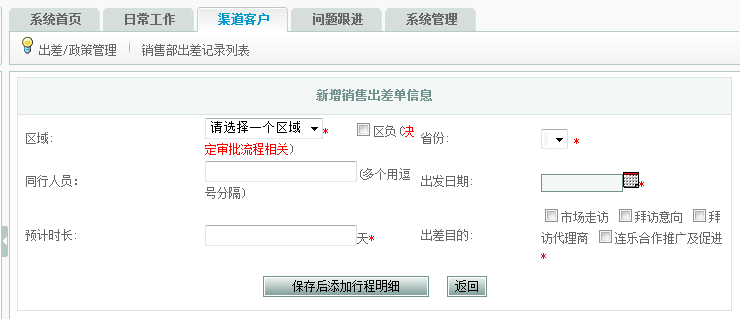 系统首页 日常工作 渠道客户 问题跟进 系统管理
出差/政策管理 销售部出差记录列表
新增销售出差单信息
区域: 请选择一个区域 * 区负 (决
定审批流程相关) 省份: *
同行人员: (多个用逗
号分隔) 出发日期: *
预计时长: 天* 出差目的: 市场走访 拜访意向 拜
访代理商 连乐合作推广及促进
*
保存后添加行程明细 返回